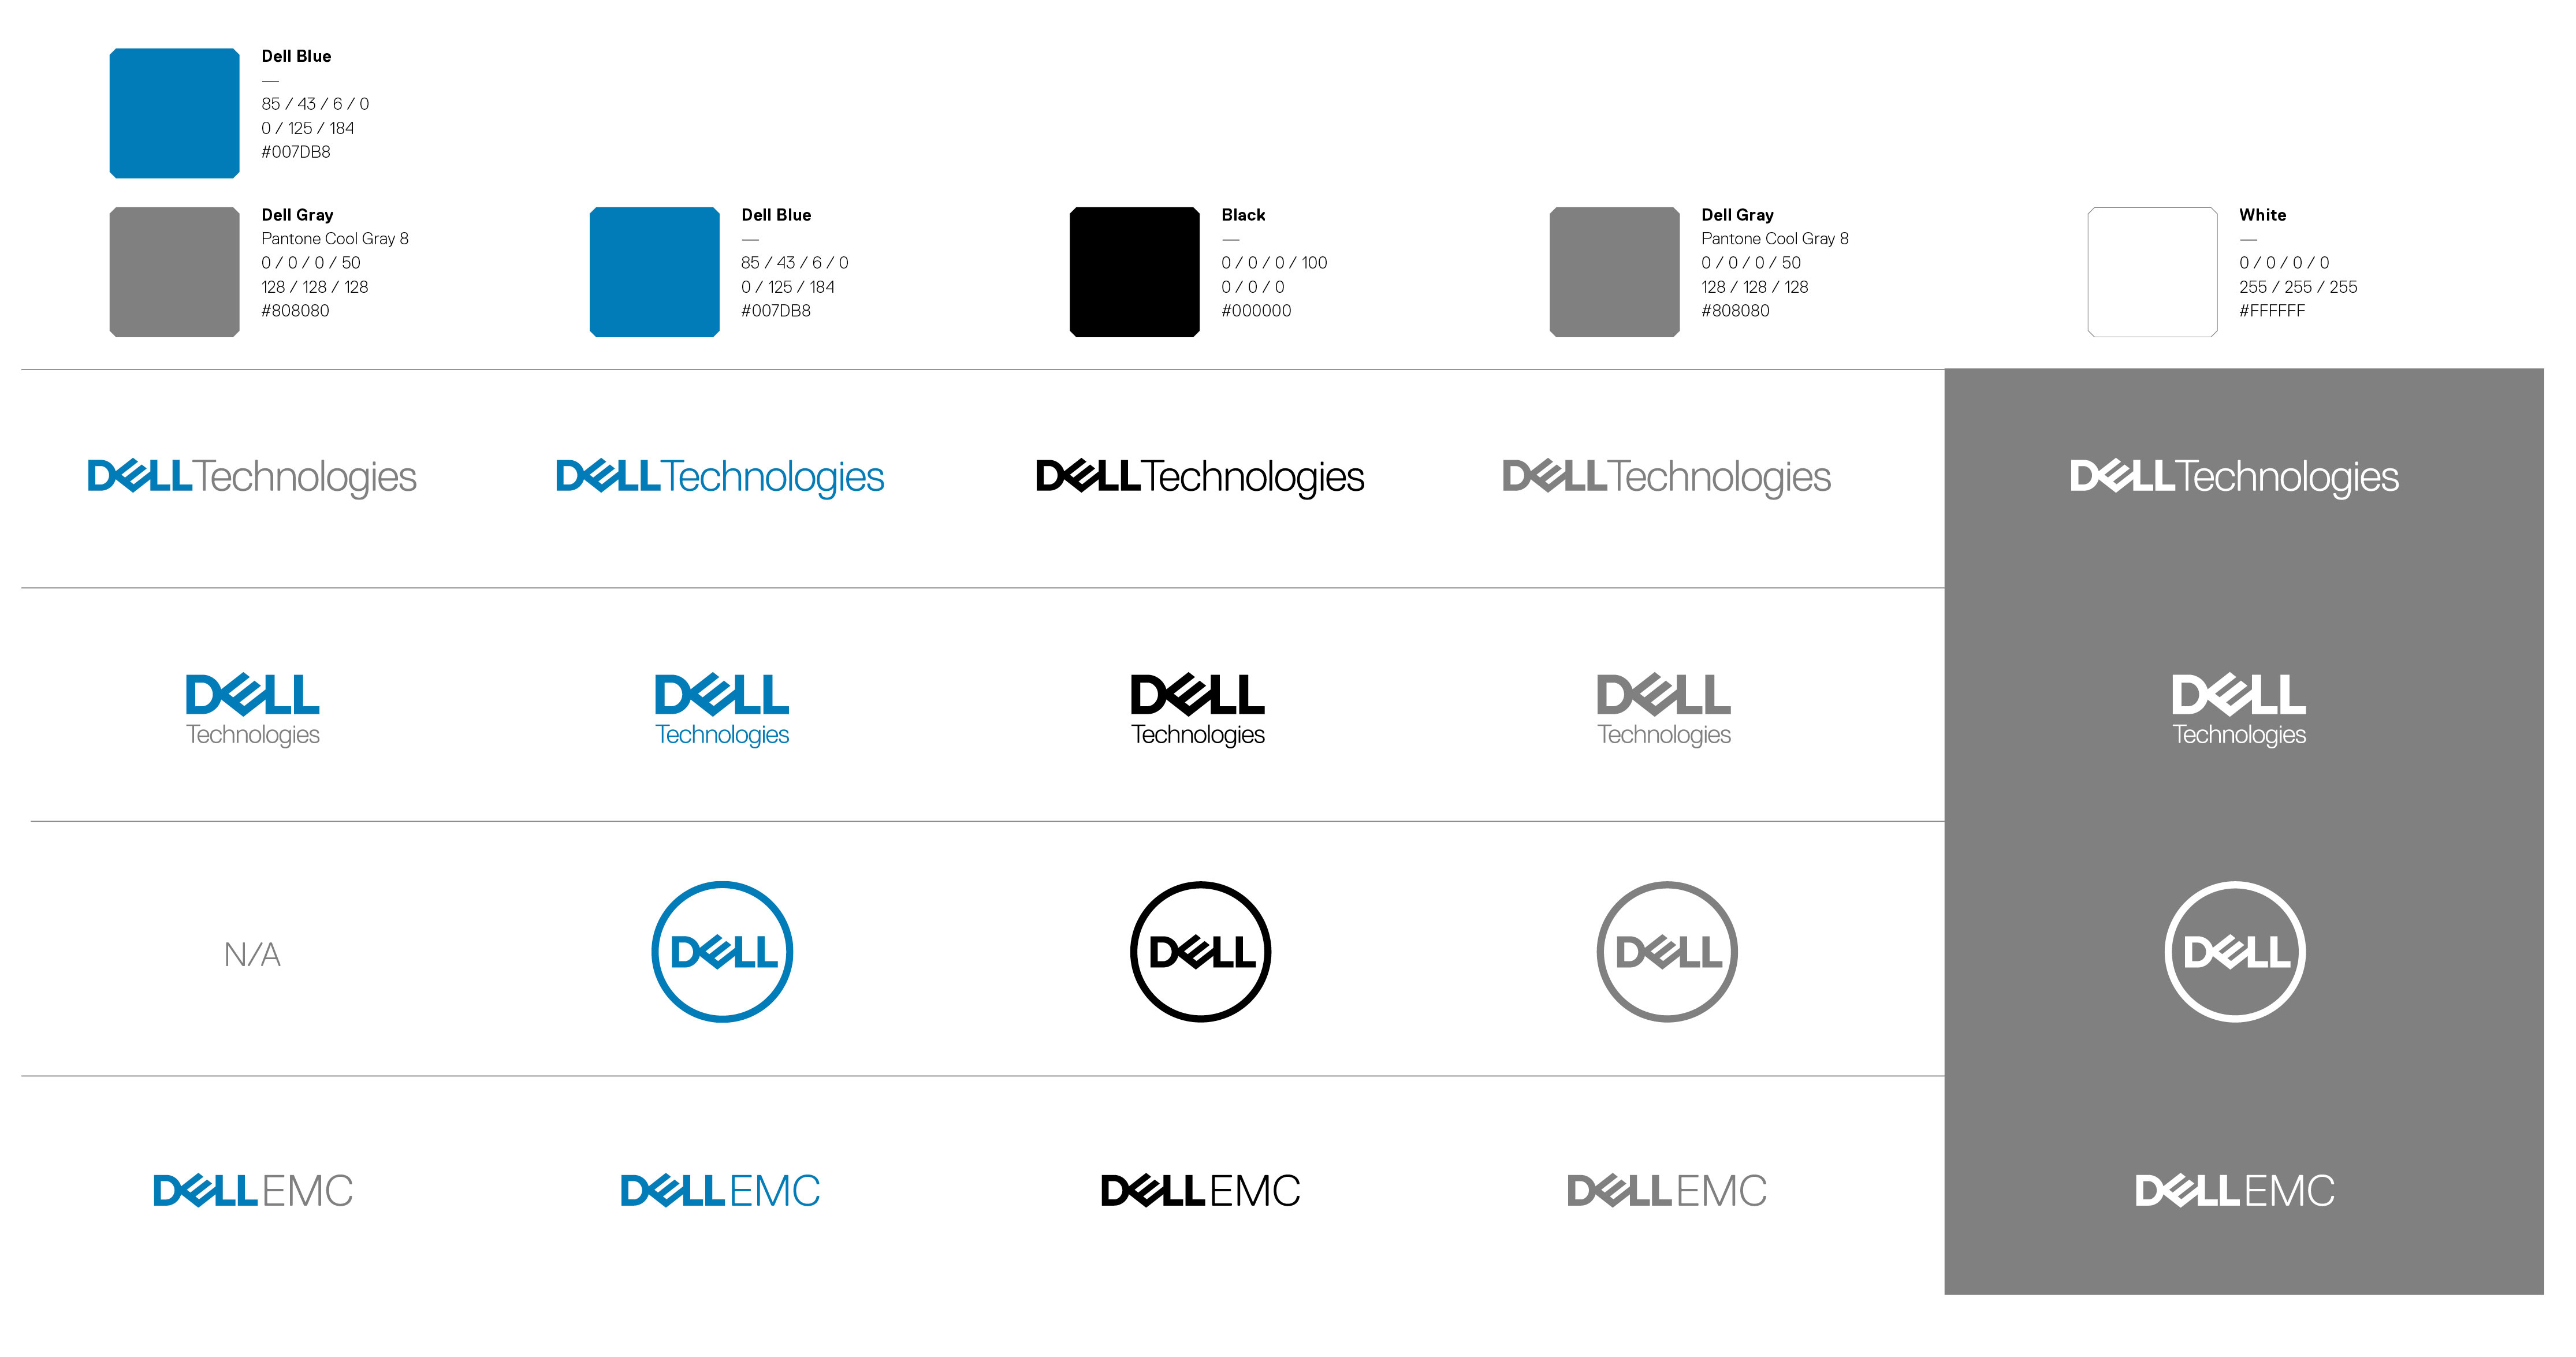 Dell Blue
—
85 / 43 / 6 / 0
0 / 125 / 184
#007DB8
Dell Gray
Pantone Cool Gray 8
0 / 0 / 0 / 50
128 / 128 / 128
#808080
Dell Blue
—
85 / 43 / 6 / 0
0 / 125 / 184
#007DB8
Black
—
0 / 0 / 0 / 100
0 / 0 / 0
#000000
Dell Gray
Pantone Cool Gray 8
0 / 0 / 0 / 50
128 / 128 / 128
#808080
White
—
0 / 0 / 0 / 0
255 / 255 / 255
#FFFFFF
DELLTechnologies
DELLTechnologies
DELLTechnologies
DELLTechnologies
DELLTechnologies
DELL
Technologies
DELL
Technologies
DELL
Technologies
DELL
Technologies
DELL
Technologies
N/A
DELL
DELL
DELL
DELL
DELLEMC
DELLEMC
DELLEMC
DELLEMC
DELLEMC